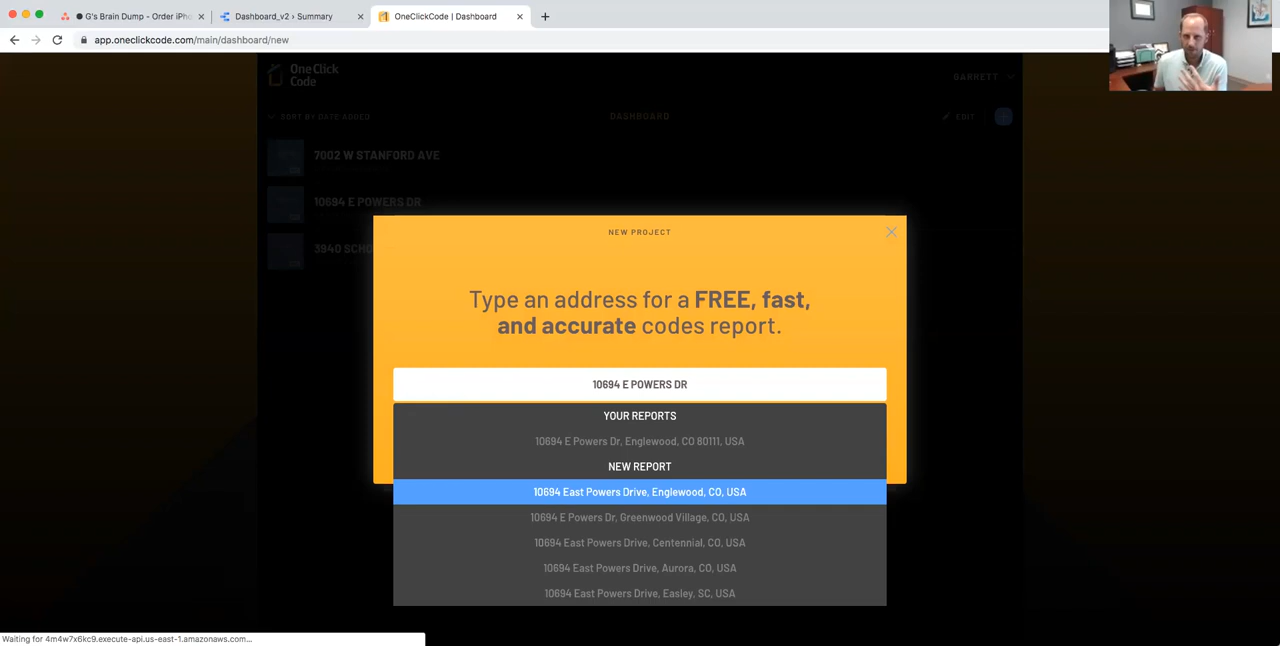 G's Brain Dump - Order iPho
Dashboard_v2 › Summary
OneClickCode | Dashboard
app.oneclickcode.com/main/dashboard/new
OneClick
Code
GARRETT
SORT BY DATE ADDED
DASHBOARD
EDIT
7002 W STANFORD AVE
10694 E POWERS DR
3940 SCHO
NEW PROJECT
Type an address for a FREE, fast,
and accurate codes report.
10694 E POWERS DR
YOUR REPORTS
10694 E Powers Dr, Englewood, CO 80111, USA
NEW REPORT
10694 East Powers Drive, Englewood, CO, USA
10694 E Powers Dr, Greenwood Village, CO, USA
10694 East Powers Drive, Centennial, CO, USA
10694 East Powers Drive, Aurora, CO, USA
10694 East Powers Drive, Easley, SC, USA
Waiting for 4m4w7x6kc9.execute-api.us-east-1.amazonaws.com...